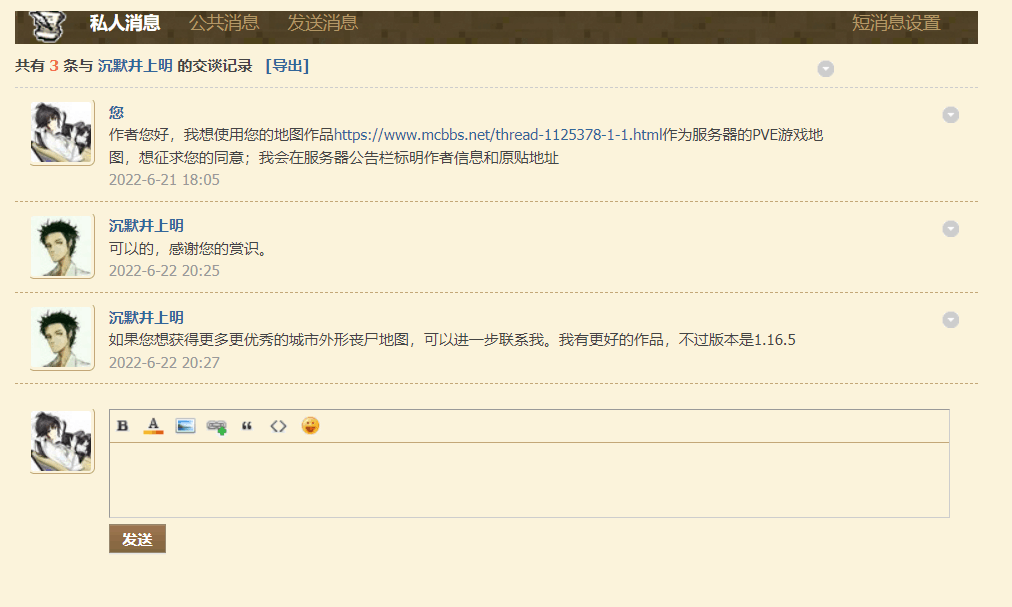 私人消息 公共消息 发送消息 短消息设置
共有 3 条与 沉默井上明 的交谈记录 [导出]
您
作者您好，我想使用您的地图作品https://www.mcbbs.net/thread-1125378-1-1.html作为服务器的PVE游戏地
图，想征求您的同意；我会在服务器公告栏标明作者信息和原贴地址
2022-6-21 18:05
沉默井上明
可以的，感谢您的赏识。
2022-6-22 20:25
沉默井上明
如果您想获得更多更优秀的城市外形丧尸地图，可以进一步联系我。我有更好的作品，不过版本是1.16.5
2022-6-22 20:27
B A “ <>
发送